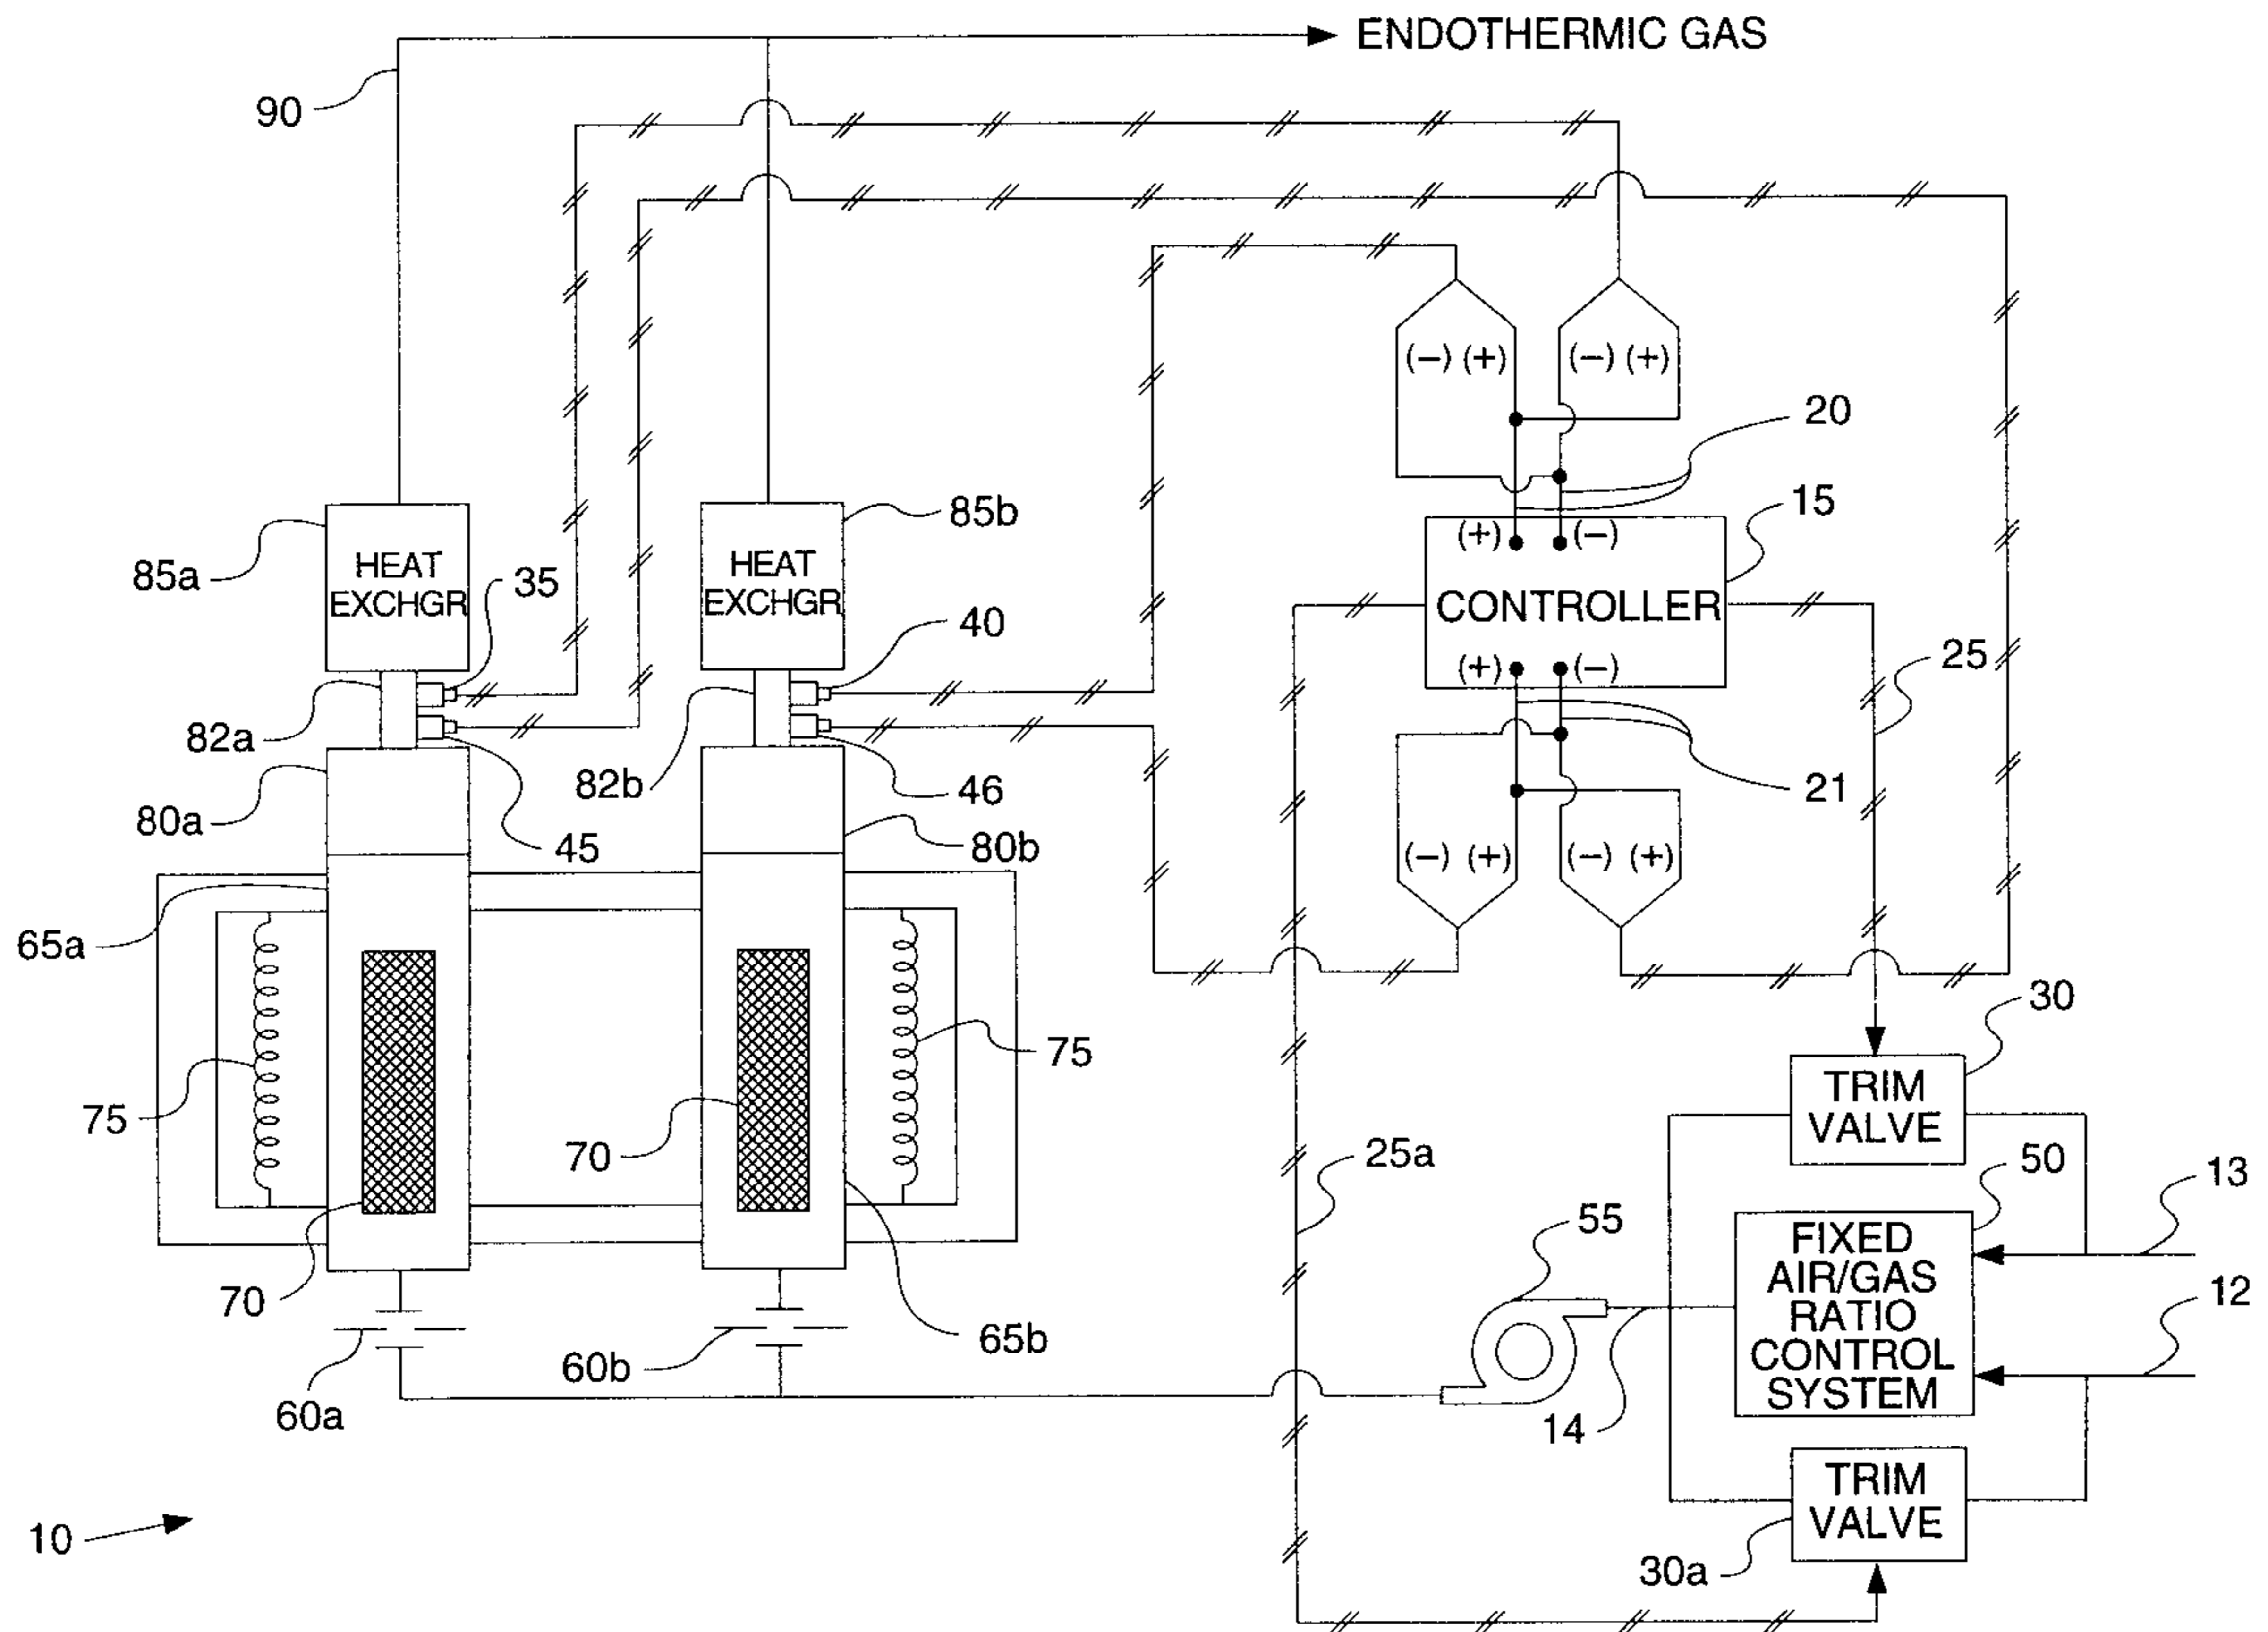 ENDOTHERMIC GAS
90
(−) (+)
(−) (+)
20
15
85b
85a
HEAT
EXCHGR
35
HEAT
EXCHGR
40
(+)
(−)
CONTROLLER
(+)
(−)
25
82a
82b
46
21
80a
45
80b
(−) (+)
(−) (+)
65a
30
75
75
TRIM
VALVE
70
25a
50
13
55
FIXED
AIR/GAS
RATIO
CONTROL
SYSTEM
12
70
65b
60b
60a
14
TRIM
VALVE
10
30a